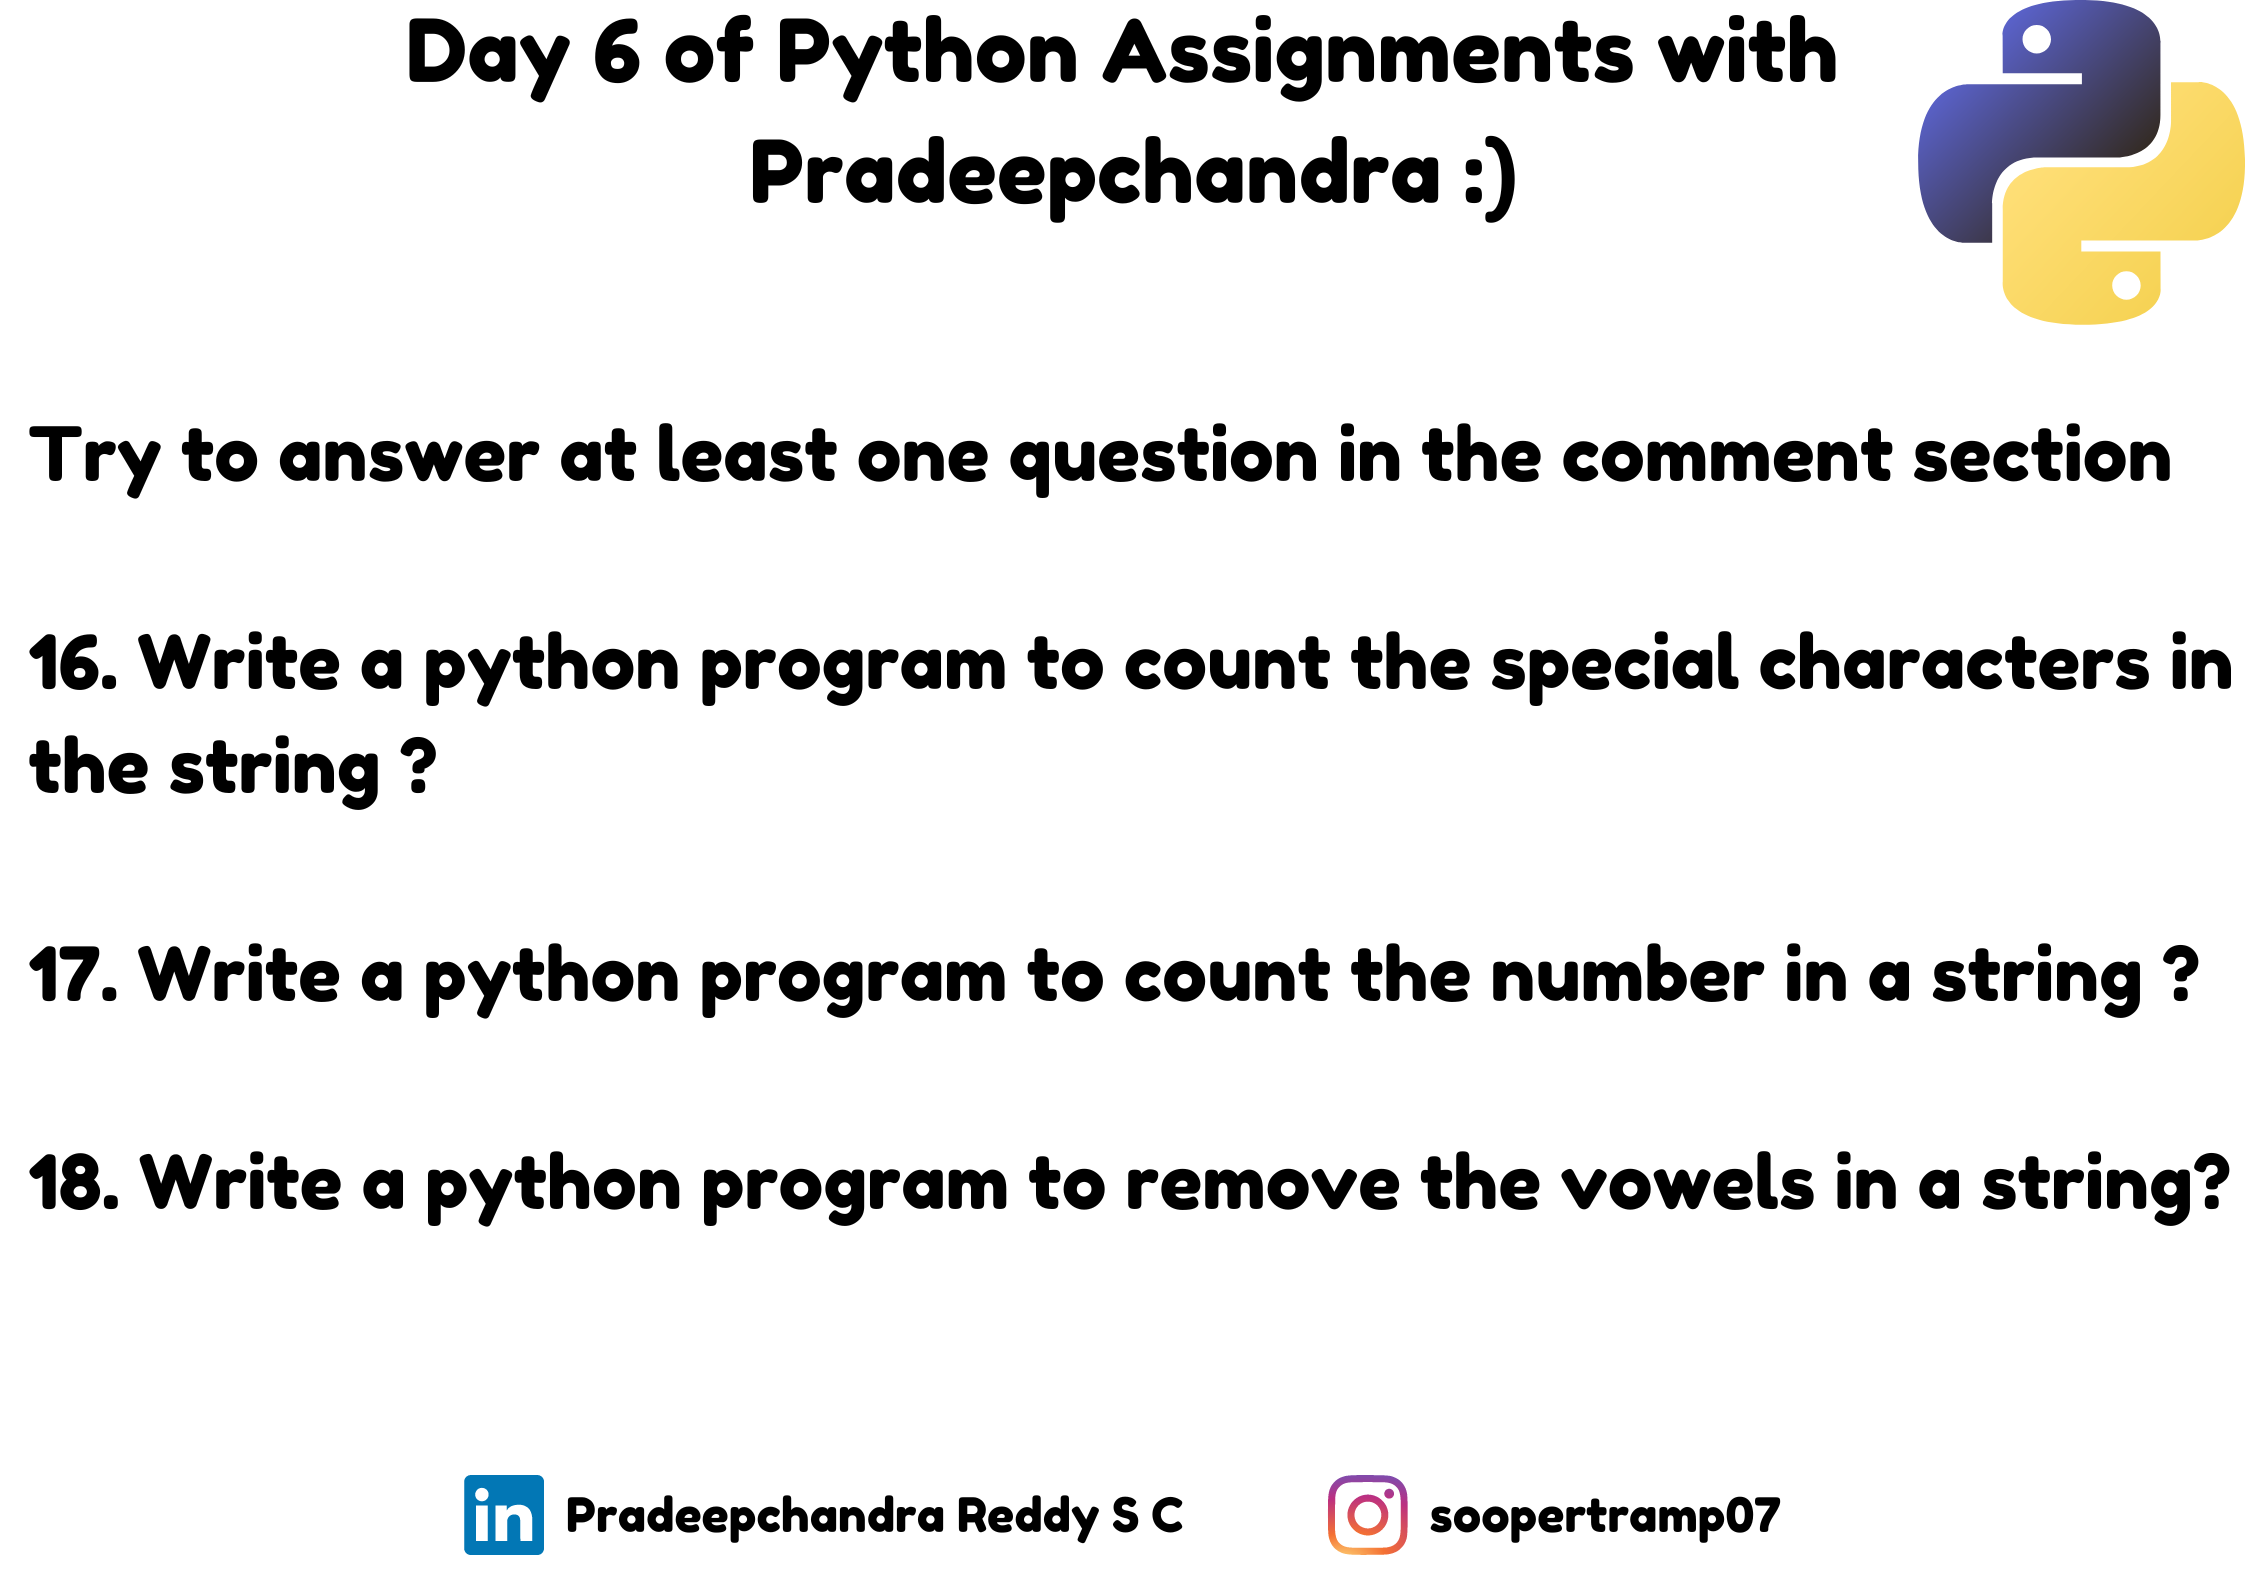 Day 6 of Python Assignments with
Pradeepchandra :)
Try to answer at least one question in the comment section
16. Write a python program to count the special characters in
the string ?
17. Write a python program to count the number in a string ?
18. Write a python program to remove the vowels in a string?
in Pradeepchandra Reddy S C soopertramp07